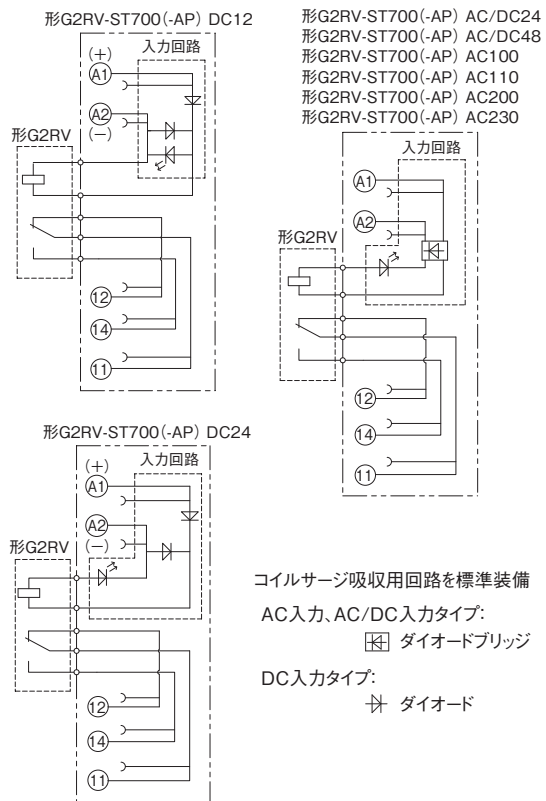 形G2RV-ST700(-AP) DC12
入力回路
(+)
A1
A2
(−)
形G2RV
12
14
11
形G2RV-ST700(-AP) AC/DC24
形G2RV-ST700(-AP) AC/DC48
形G2RV-ST700(-AP) AC100
形G2RV-ST700(-AP) AC110
形G2RV-ST700(-AP) AC200
形G2RV-ST700(-AP) AC230
入力回路
A1
A2
形G2RV
12
14
11
形G2RV-ST700(-AP) DC24
入力回路
(+)
A1
A2
(−)
形G2RV
12
14
11
コイルサージ吸収用回路を標準装備
AC入力、AC/DC入力タイプ:
ダイオードブリッジ
DC入力タイプ:
ダイオード